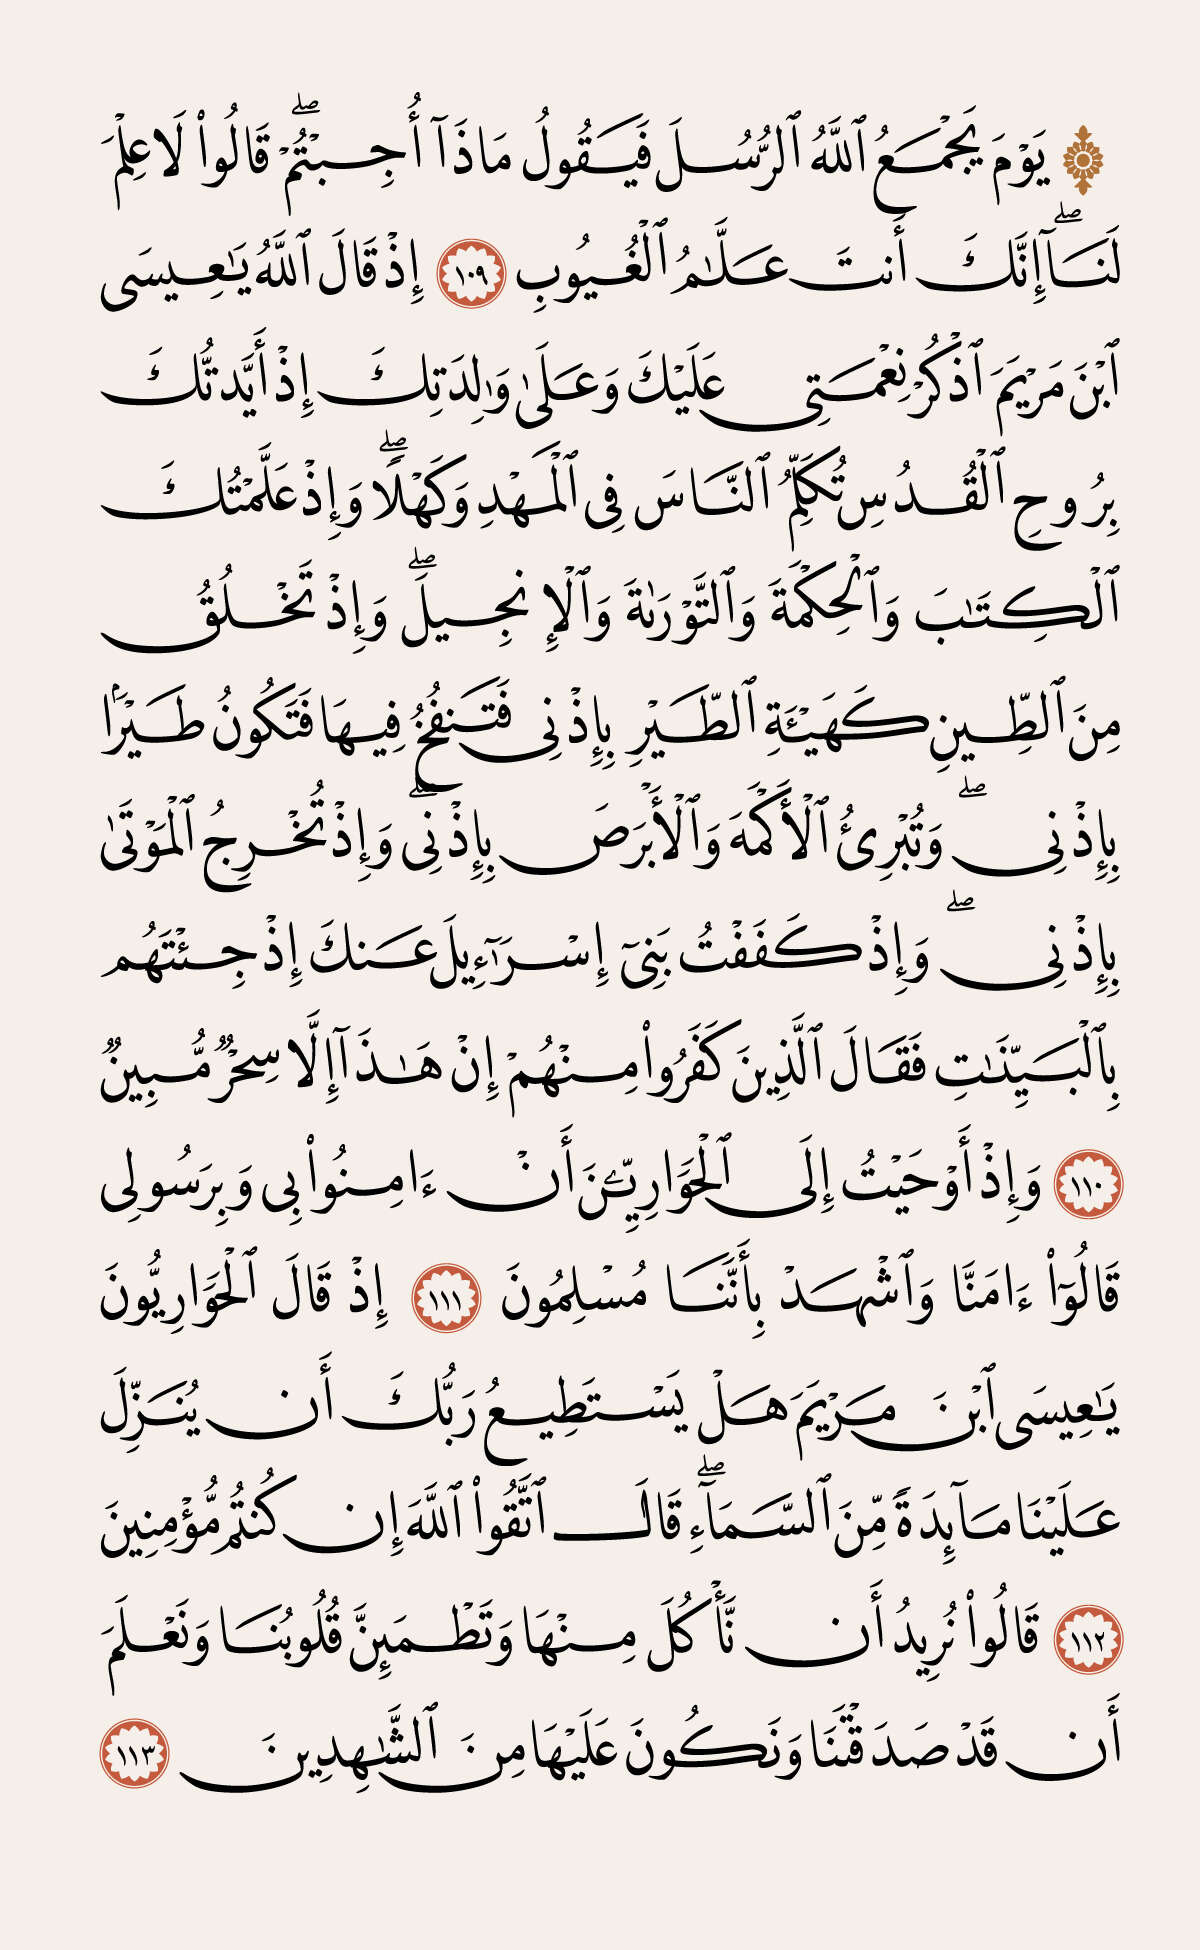 ۞ يَوْمَ يَجْمَعُ ٱللَّهُ ٱلرُّسُلَ فَيَقُولُ مَاذَآ أُجِبْتُمْ ۖ قَالُوا۟ لَا عِلْمَ
لَنَآ ۖ إِنَّكَ أَنتَ عَلَّٰمُ ٱلْغُيُوبِ ١٠٩ إِذْ قَالَ ٱللَّهُ يَٰعِيسَى
ٱبْنَ مَرْيَمَ ٱذْكُرْ نِعْمَتِى عَلَيْكَ وَعَلَىٰ وَٰلِدَتِكَ إِذْ أَيَّدتُّكَ
بِرُوحِ ٱلْقُدُسِ تُكَلِّمُ ٱلنَّاسَ فِى ٱلْمَهْدِ وَكَهْلًا ۖ وَإِذْ عَلَّمْتُكَ
ٱلْكِتَٰبَ وَٱلْحِكْمَةَ وَٱلتَّوْرَىٰةَ وَٱلْإِنجِيلَ ۖ وَإِذْ تَخْلُقُ
مِنَ ٱلطِّينِ كَهَيْـَٔةِ ٱلطَّيْرِ بِإِذْنِى فَتَنفُخُ فِيهَا فَتَكُونُ طَيْرًۢا
بِإِذْنِى ۖ وَتُبْرِئُ ٱلْأَكْمَهَ وَٱلْأَبْرَصَ بِإِذْنِى ۖ وَإِذْ تُخْرِجُ ٱلْمَوْتَىٰ
بِإِذْنِى ۖ وَإِذْ كَفَفْتُ بَنِىٓ إِسْرَٰٓءِيلَ عَنكَ إِذْ جِئْتَهُم
بِٱلْبَيِّنَٰتِ فَقَالَ ٱلَّذِينَ كَفَرُوا۟ مِنْهُمْ إِنْ هَٰذَآ إِلَّا سِحْرٌ مُّبِينٌ
١١٠ وَإِذْ أَوْحَيْتُ إِلَى ٱلْحَوَارِيِّـۧنَ أَنْ ءَامِنُوا۟ بِى وَبِرَسُولِى
قَالُوٓا۟ ءَامَنَّا وَٱشْهَدْ بِأَنَّنَا مُسْلِمُونَ ١١١ إِذْ قَالَ ٱلْحَوَارِيُّونَ
يَٰعِيسَى ٱبْنَ مَرْيَمَ هَلْ يَسْتَطِيعُ رَبُّكَ أَن يُنَزِّلَ
عَلَيْنَا مَآئِدَةً مِّنَ ٱلسَّمَآءِ ۖ قَالَ ٱتَّقُوا۟ ٱللَّهَ إِن كُنتُم مُّؤْمِنِينَ
١١٢ قَالُوا۟ نُرِيدُ أَن نَّأْكُلَ مِنْهَا وَتَطْمَئِنَّ قُلُوبُنَا وَنَعْلَمَ
أَن قَدْ صَدَقْتَنَا وَنَكُونَ عَلَيْهَا مِنَ ٱلشَّٰهِدِينَ ١١٣